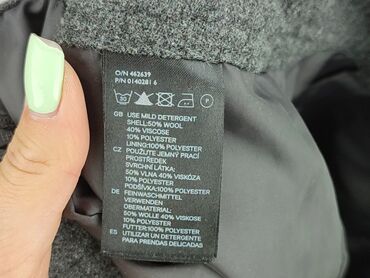 O/N 462639
P/N 0140281 6
30
P
GB USE MILD DETERGENT
SHELL:50% WOOL
40% VISCOSE
10% POLYESTER
LINING:100% POLYESTER
CZ POUŽIJTE JEMNÝ PRACÍ
PROSTŘEDEK
SVRCHNÍ LÁTKA:
50% VLNA 40% VISKÓZA
10% POLYESTER
PODŠÍVKA:100% POLYESTER
DE FEINWASCHMITTEL
VERWENDEN
OBERMATERIAL:
50% WOLLE 40% VISKOSE
10% POLYESTER
FUTTER:100% POLYESTER
ES UTILIZAR UN DETERGENTE
PARA PRENDAS DELICADAS